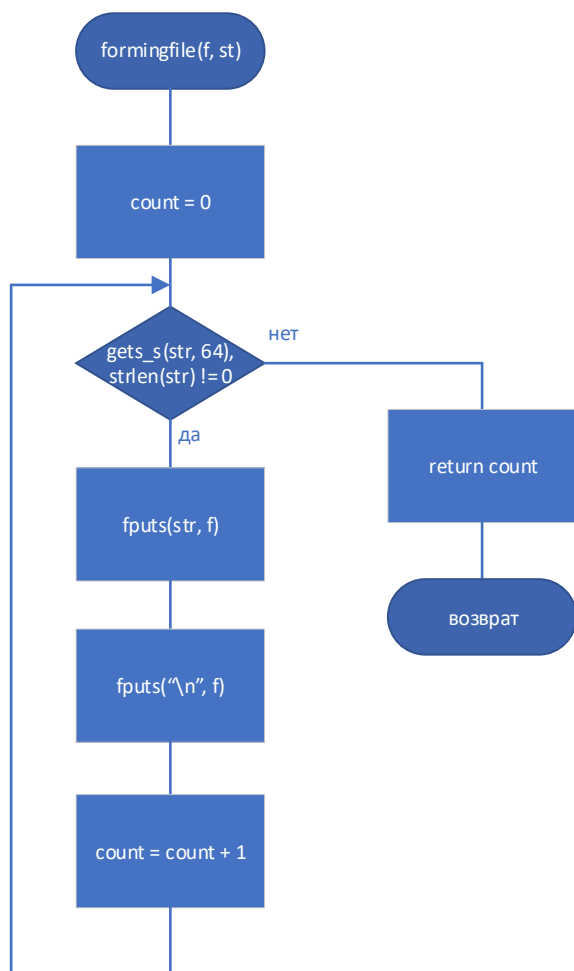 formingfile(f, st)
count = 0
gets_s(str, 64),
strlen(str) != 0
нет
да
return count
fputs(str, f)
возврат
fputs(“\n”, f)
count = count + 1